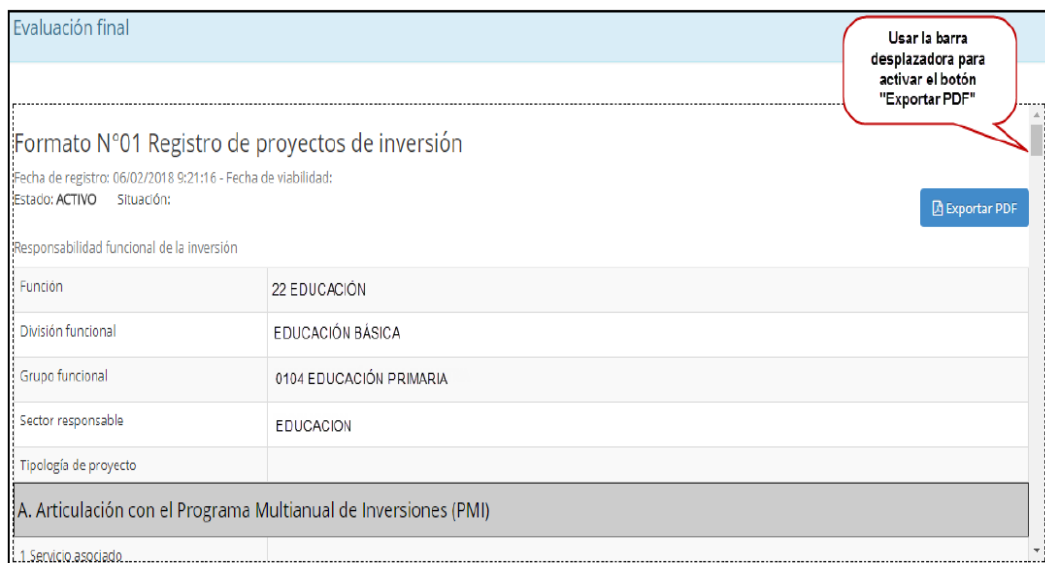 Evaluación final
Usar la barra
desplazadora para
activar el botón
"Exportar PDF"
Formato N°01 Registro de proyectos de inversión
Fecha de registro: 06/02/2018 9:21:16 - Fecha de viabilidad:
Estado: ACTIVO Situación:
Exportar PDF
Responsabilidad funcional de la inversión
Función 22 EDUCACIÓN
División funcional EDUCACIÓN BÁSICA
Grupo funcional 0104 EDUCACIÓN PRIMARIA
Sector responsable EDUCACION
Tipología de proyecto
A. Articulación con el Programa Multianual de Inversiones (PMI)
1 Servicio asociado